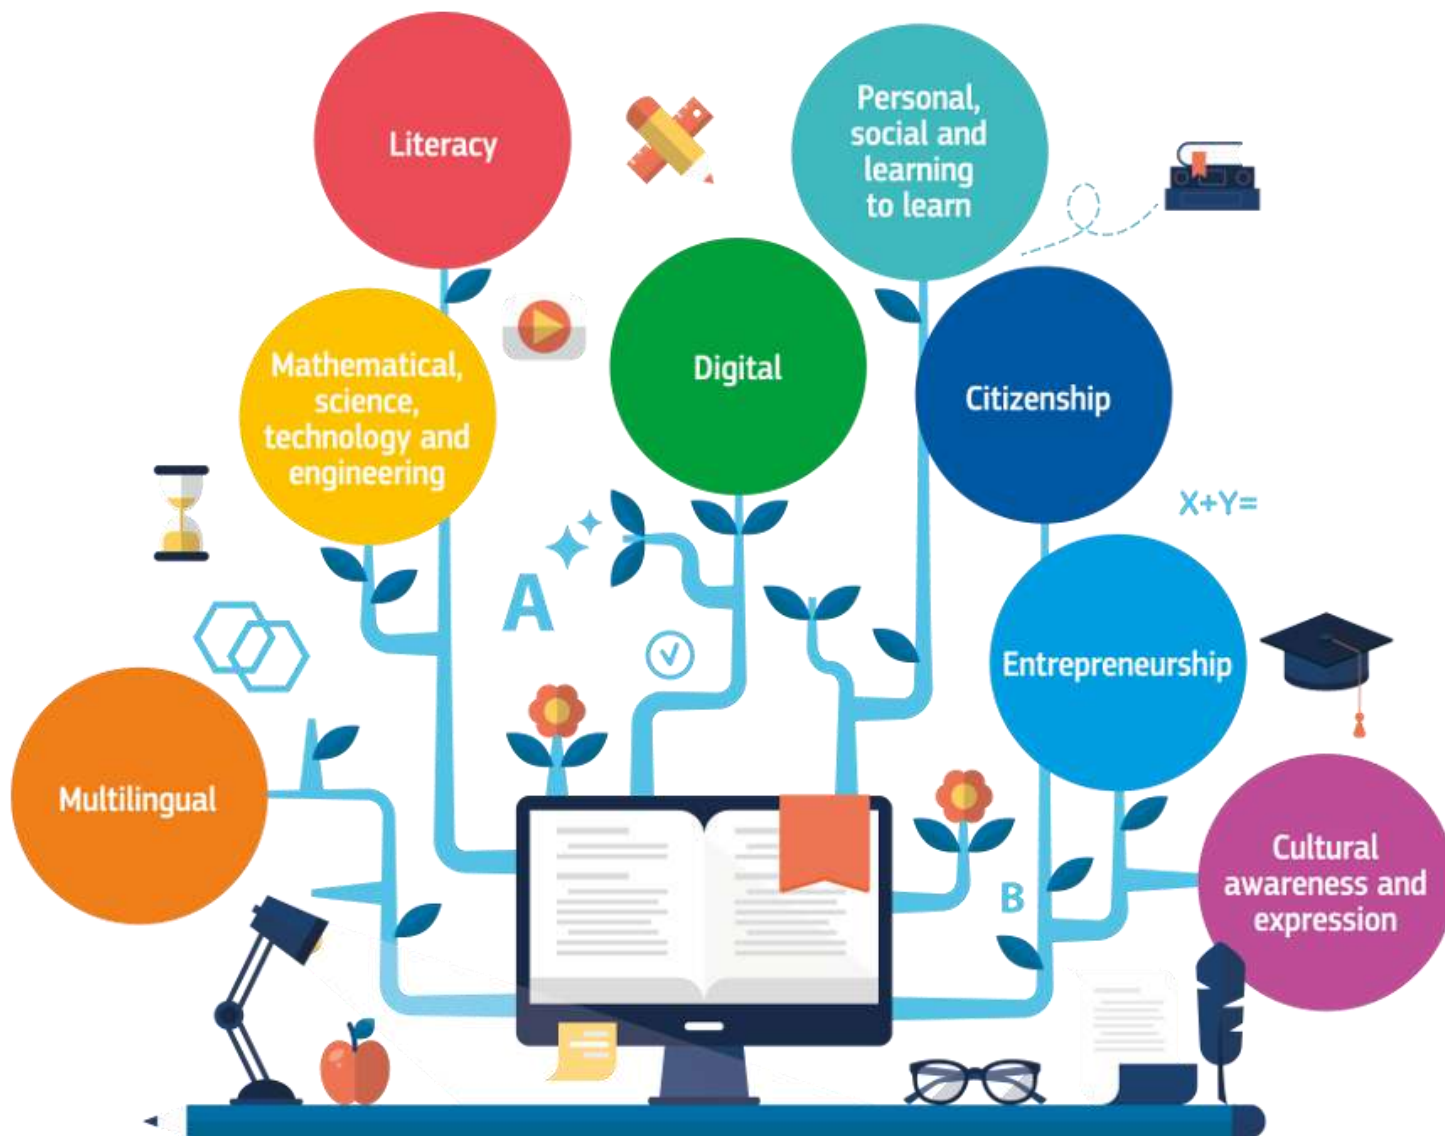 Literacy
Personal,
social and
learning
to learn
Mathematical,
science,
technology and
engineering
Digital
Citizenship
X+Y=
A
Entrepreneurship
Multilingual
B
Cultural
awareness and
expression